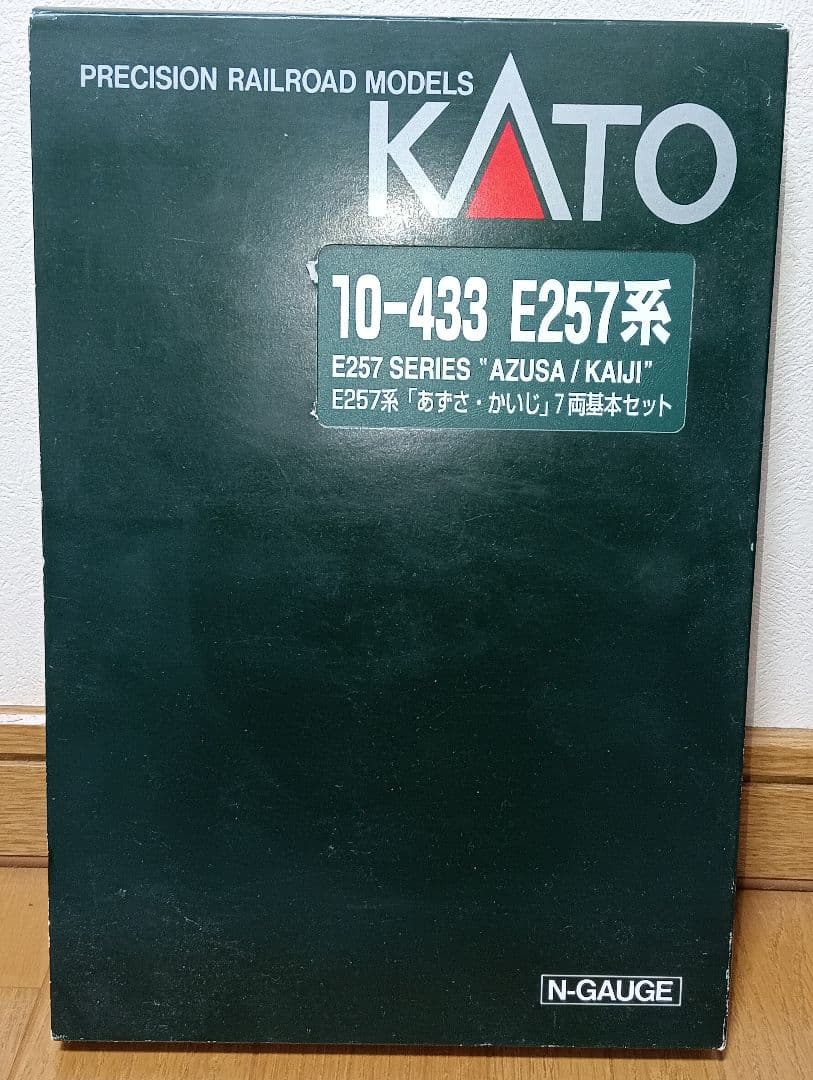 PRECISION RAILROAD MODELS
KATO
10-433 E257系
E257 SERIES "AZUSA / KAIJI"
E257系「あずさ・かいじ」7両基本セット
N-GAUGE